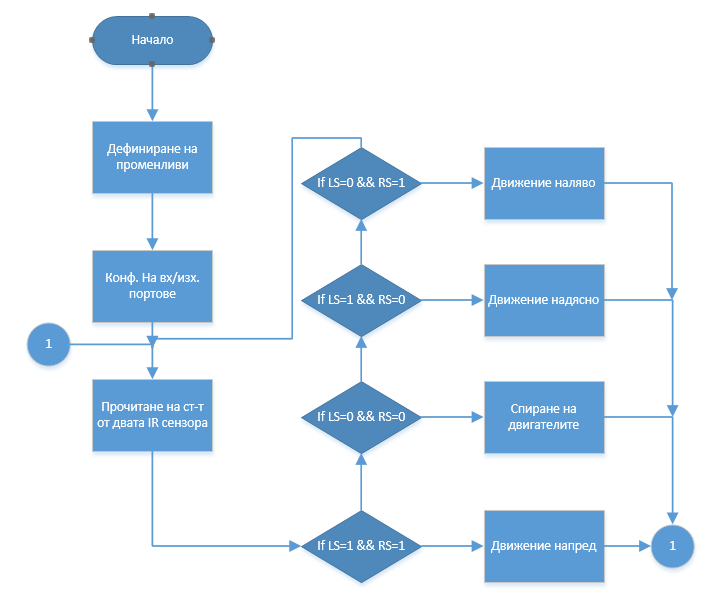 Начало
Дефиниране на
променливи
Конф. На вх/изх.
портове
1
Прочитане на ст-т
от двата IR сензора
If LS=0 && RS=1
Движение наляво
If LS=1 && RS=0
Движение надясно
If LS=0 && RS=0
Спиране на
двигателите
If LS=1 && RS=1
Движение напред
1